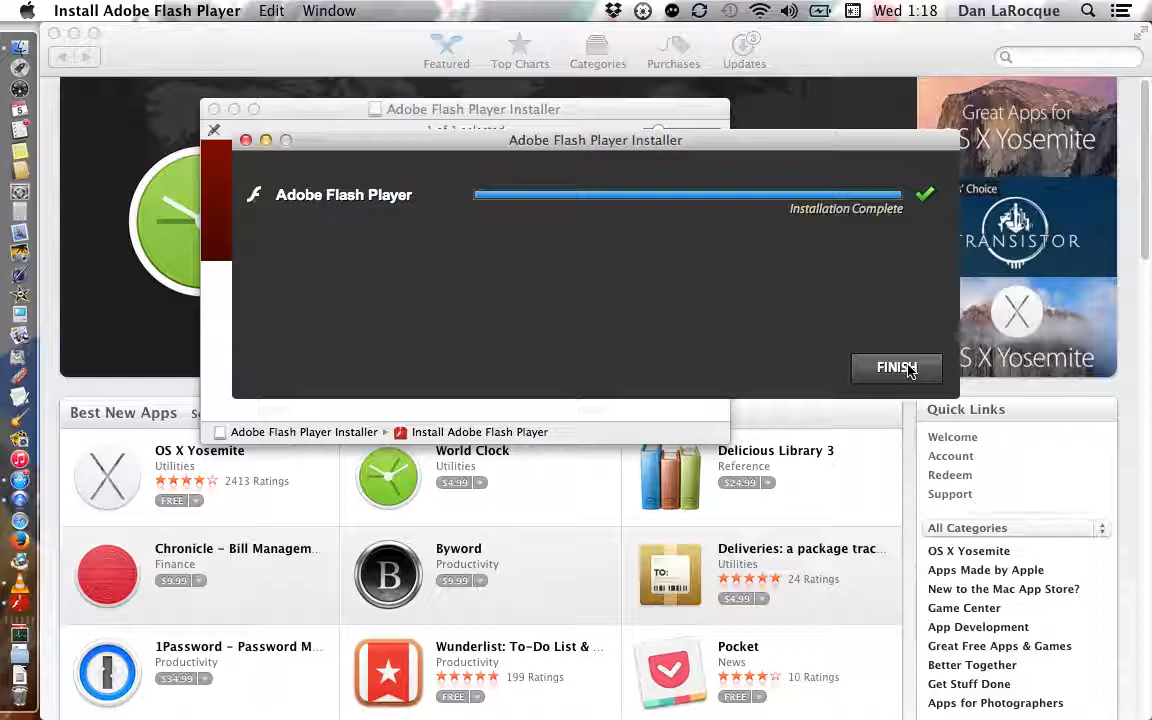 Install Adobe Flash Player Edit Window Wed 1:18 Dan LaRocque
Featured Top Charts Categories Purchases Updates
3
Adobe Flash Player Installer
Adobe Flash Player Installer
Adobe Flash Player
Installation Complete
FINISH
Adobe Flash Player Installer Install Adobe Flash Player
Great Apps for
OS X Yosemite
s' Choice
TRANSISTOR
OS X Yosemite
Best New Apps
OS X Yosemite
Utilities
2413 Ratings
FREE
World Clock
Utilities
$4.99
Delicious Library 3
Reference
$24.99
Chronicle - Bill Managem...
Finance
$9.99
Byword
Productivity
$9.99
B
Deliveries: a package trac...
Utilities
24 Ratings
$4.99
TO:
1Password - Password M...
Productivity
$34.99
Wunderlist: To-Do List & ...
Productivity
199 Ratings
FREE
Pocket
News
10 Ratings
FREE
Quick Links
Welcome
Account
Redeem
Support
All Categories
OS X Yosemite
Apps Made by Apple
New to the Mac App Store?
Game Center
App Development
Great Free Apps & Games
Better Together
Get Stuff Done
Apps for Photographers